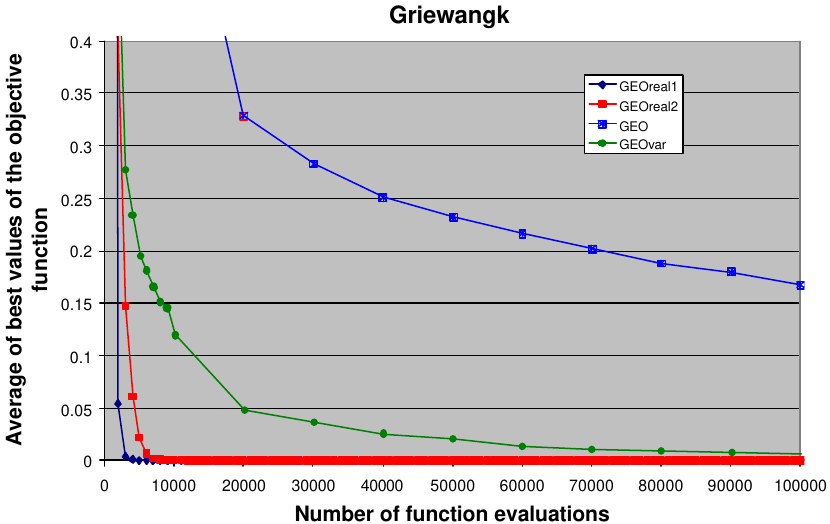 Griewangk
0.4
0.35
0.3
0.25
0.2
0.15
0.1
0.05
0
Average of best values of the objective
function
GEOreal1
GEOreal2
GEO
GEOvar
0 10000 20000 30000 40000 50000 60000 70000 80000 90000 100000
Number of function evaluations